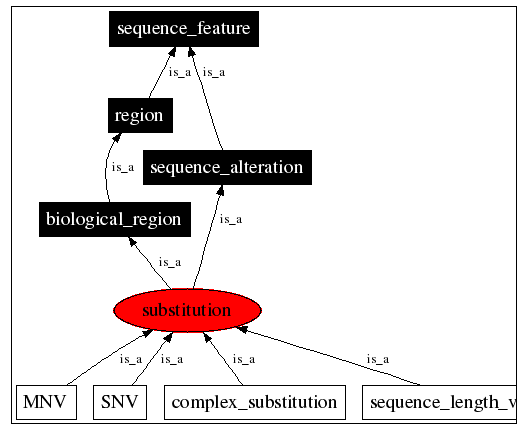 sequence_feature
is_a is_a
region
is_a
sequence_alteration
biological_region
is_a
is_a
substitution
is_a is_a is_a is_a
MNV SNV complex_substitution sequence_length_v